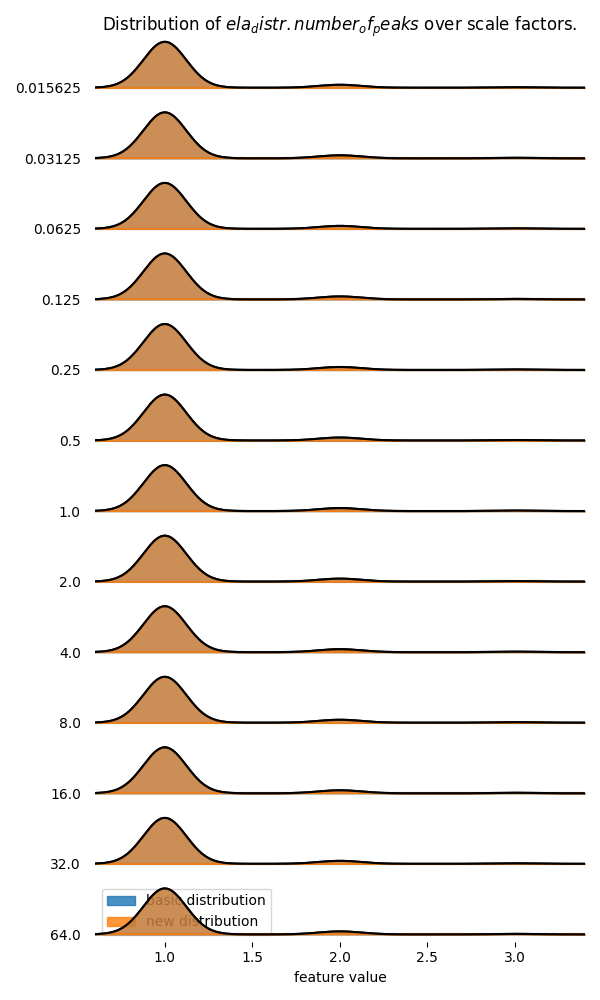 Distribution of $ela_distr.number_of_peaks$ over scale factors.
0.015625
0.03125
0.0625
0.125
0.25
0.5
1.0
2.0
4.0
8.0
16.0
32.0
basic distribution
new distribution
64.0
1.0 1.5 2.0 2.5 3.0
feature value